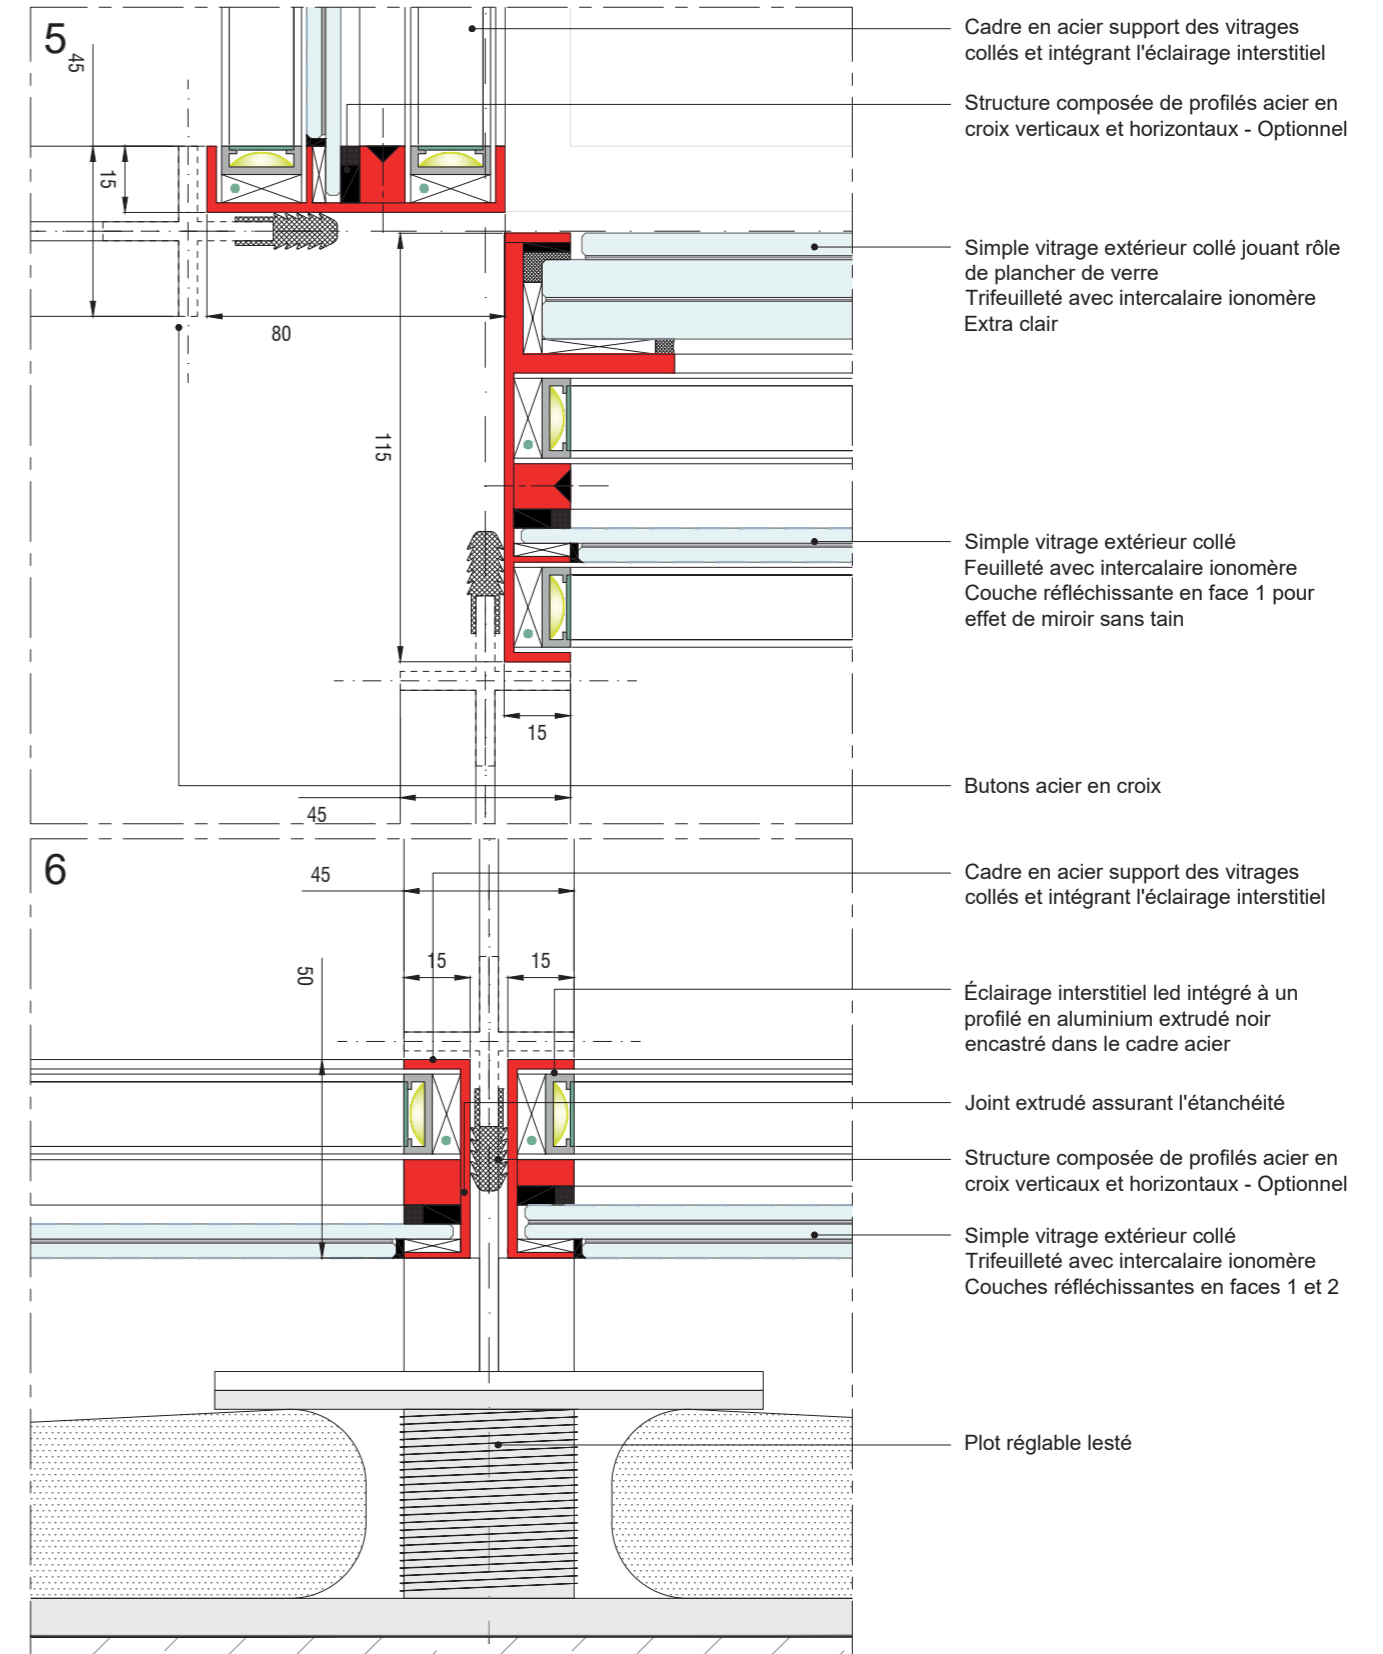 5
45
15
80
115
15
45
Cadre en acier support des vitrages
collés et intégrant l'éclairage interstitiel
Structure composée de profilés acier en
croix verticaux et horizontaux - Optionnel
Simple vitrage extérieur collé jouant rôle
de plancher de verre
Trifeuilleté avec intercalaire ionomère
Extra clair
Simple vitrage extérieur collé
Feuilleté avec intercalaire ionomère
Couche réfléchissante en face 1 pour
effet de miroir sans tain
Butons acier en croix
6
45
15
15
50
Cadre en acier support des vitrages
collés et intégrant l'éclairage interstitiel
Éclairage interstitiel led intégré à un
profilé en aluminium extrudé noir
encastré dans le cadre acier
Joint extrudé assurant l'étanchéité
Structure composée de profilés acier en
croix verticaux et horizontaux - Optionnel
Simple vitrage extérieur collé
Trifeuilleté avec intercalaire ionomère
Couches réfléchissantes en faces 1 et 2
Plot réglable lesté